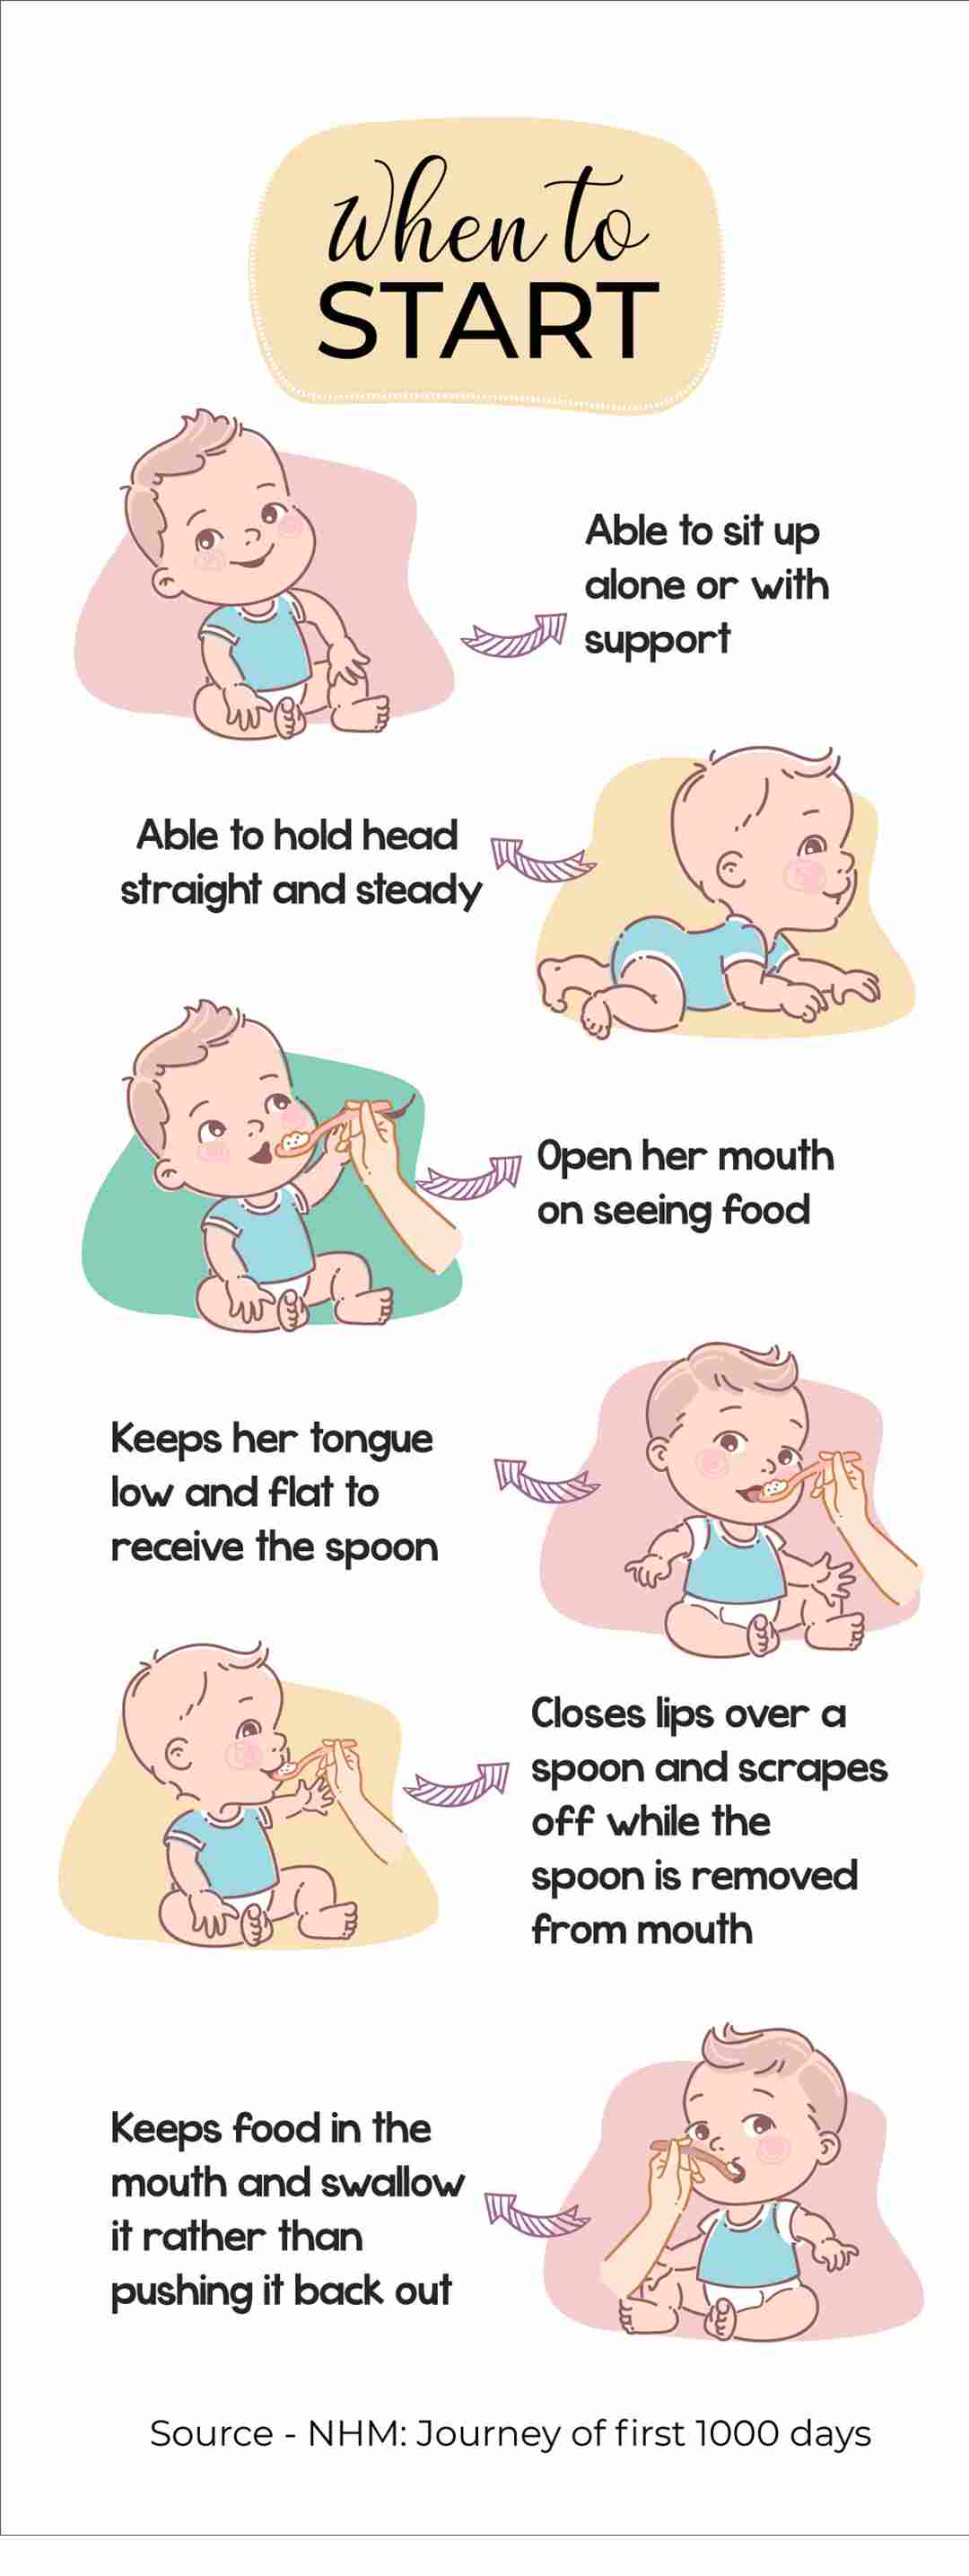 When to
START
Able to sit up
alone or with
support
Able to hold head
straight and steady
Open her mouth
on seeing food
Keeps her tongue
low and flat to
receive the spoon
Closes lips over a
spoon and scrapes
off while the
spoon is removed
from mouth
Keeps food in the
mouth and swallow
it rather than
pushing it back out
Source - NHM: Journey of first 1000 days